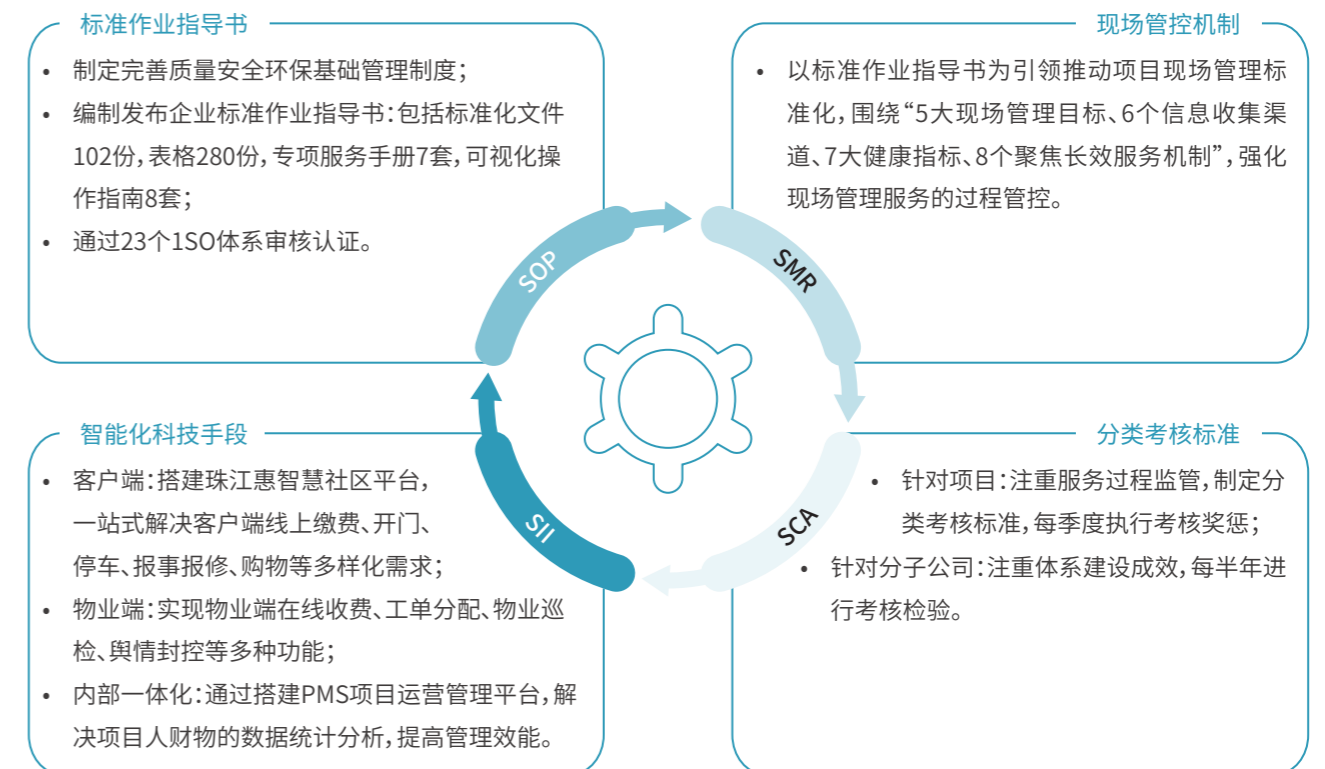 标准作业指导书
• 制定完善质量安全环保基础管理制度；
• 编制发布企业标准作业指导书：包括标准化文件
102份，表格280份，专项服务手册7套，可视化操
作指南8套；
• 通过23个1SO体系审核认证。
现场管控机制
• 以标准作业指导书为引领推动项目现场管理标
准化，围绕“5大现场管理目标、6个信息收集渠
道、7大健康指标、8个聚焦长效服务机制”，强化
现场管理服务的过程管控。
SOP
SMR
SII
SCA
智能化科技手段
• 客户端：搭建珠江惠智慧社区平台，
一站式解决客户端线上缴费、开门、
停车、报事报修、购物等多样化需求；
• 物业端：实现物业端在线收费、工单分配、物业巡
检、舆情封控等多种功能；
• 内部一体化：通过搭建PMS项目运营管理平台，解
决项目人财物的数据统计分析，提高管理效能。
分类考核标准
• 针对项目：注重服务过程监管，制定分
类考核标准，每季度执行考核奖惩；
• 针对分子公司：注重体系建设成效，每半年进
行考核检验。